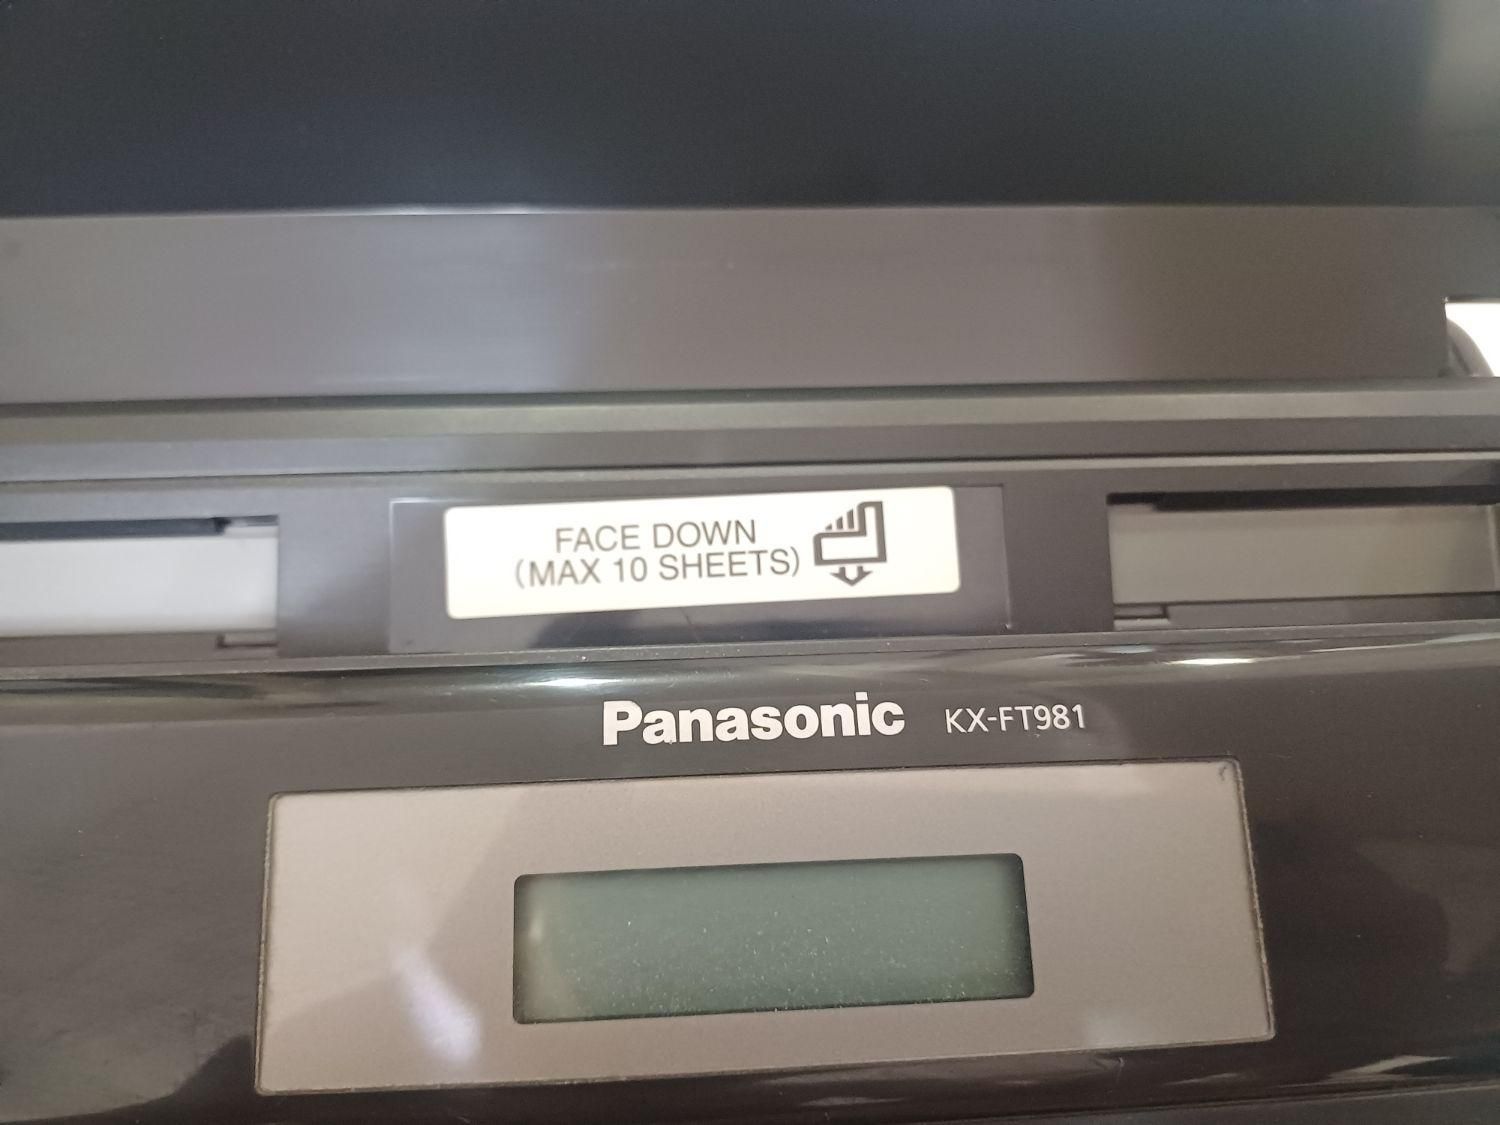 FACE DOWN
(MAX 10 SHEETS)
Panasonic KX-FT981